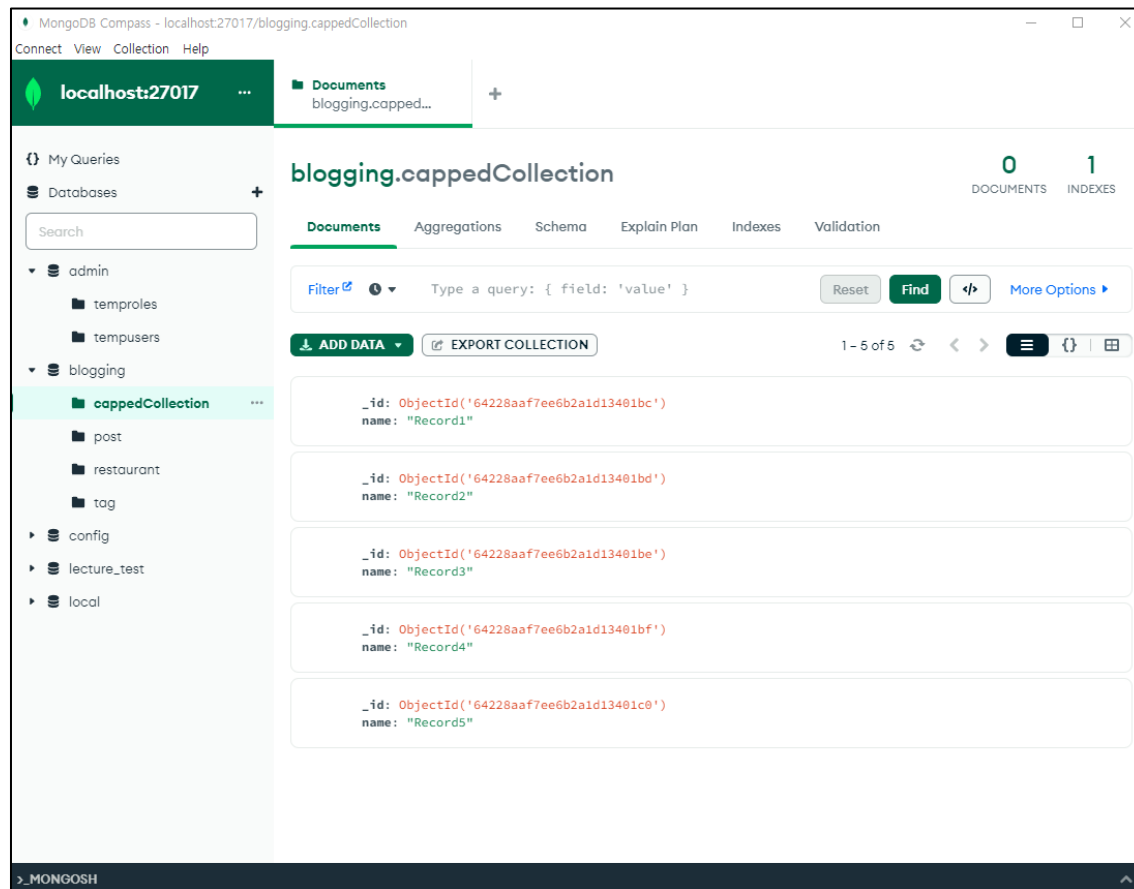 MongoDB Compass - localhost:27017/blogging.cappedCollection
Connect View Collection Help
localhost:27017 ...
Documents
blogging.capped...
+
{} My Queries
Databases +
Search
admin
temproles
tempusers
blogging
cappedCollection ...
post
restaurant
tag
config
lecture_test
local
blogging.cappedCollection
0
DOCUMENTS
1
INDEXES
Documents Aggregations Schema Explain Plan Indexes Validation
Filter Type a query: { field: 'value' } Reset Find </> More Options
ADD DATA EXPORT COLLECTION 1 – 5 of 5 {}
_id: ObjectId('64228aaf7ee6b2a1d13401bc')
name: "Record1"
_id: ObjectId('64228aaf7ee6b2a1d13401bd')
name: "Record2"
_id: ObjectId('64228aaf7ee6b2a1d13401be')
name: "Record3"
_id: ObjectId('64228aaf7ee6b2a1d13401bf')
name: "Record4"
_id: ObjectId('64228aaf7ee6b2a1d13401c0')
name: "Record5"
>_MONGOSH